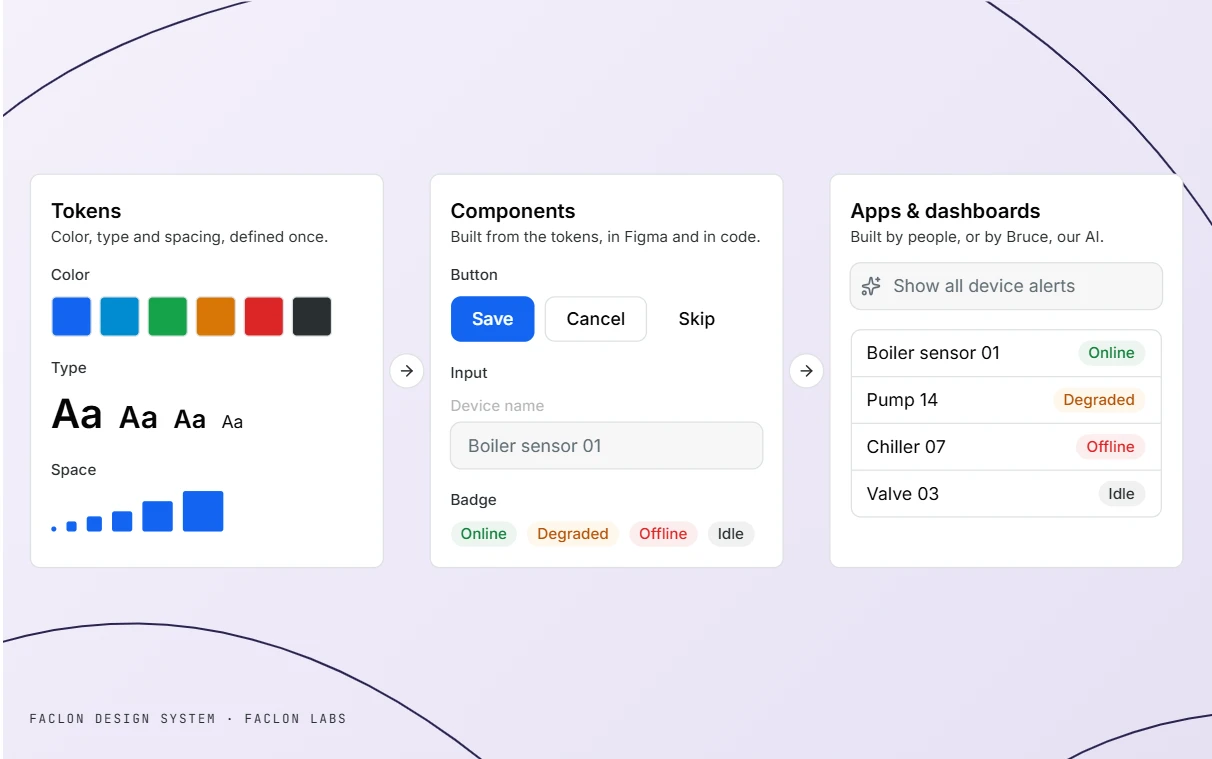 Tokens
Color, type and spacing, defined once.
Color
Type
Aa Aa Aa Aa
Space
Components
Built from the tokens, in Figma and in code.
Button
Save Cancel Skip
Input
Device name
Boiler sensor 01
Badge
Online Degraded Offline Idle
Apps & dashboards
Built by people, or by Bruce, our AI.
Show all device alerts
Boiler sensor 01 Online
Pump 14 Degraded
Chiller 07 Offline
Valve 03 Idle
FACLON DESIGN SYSTEM · FACLON LABS